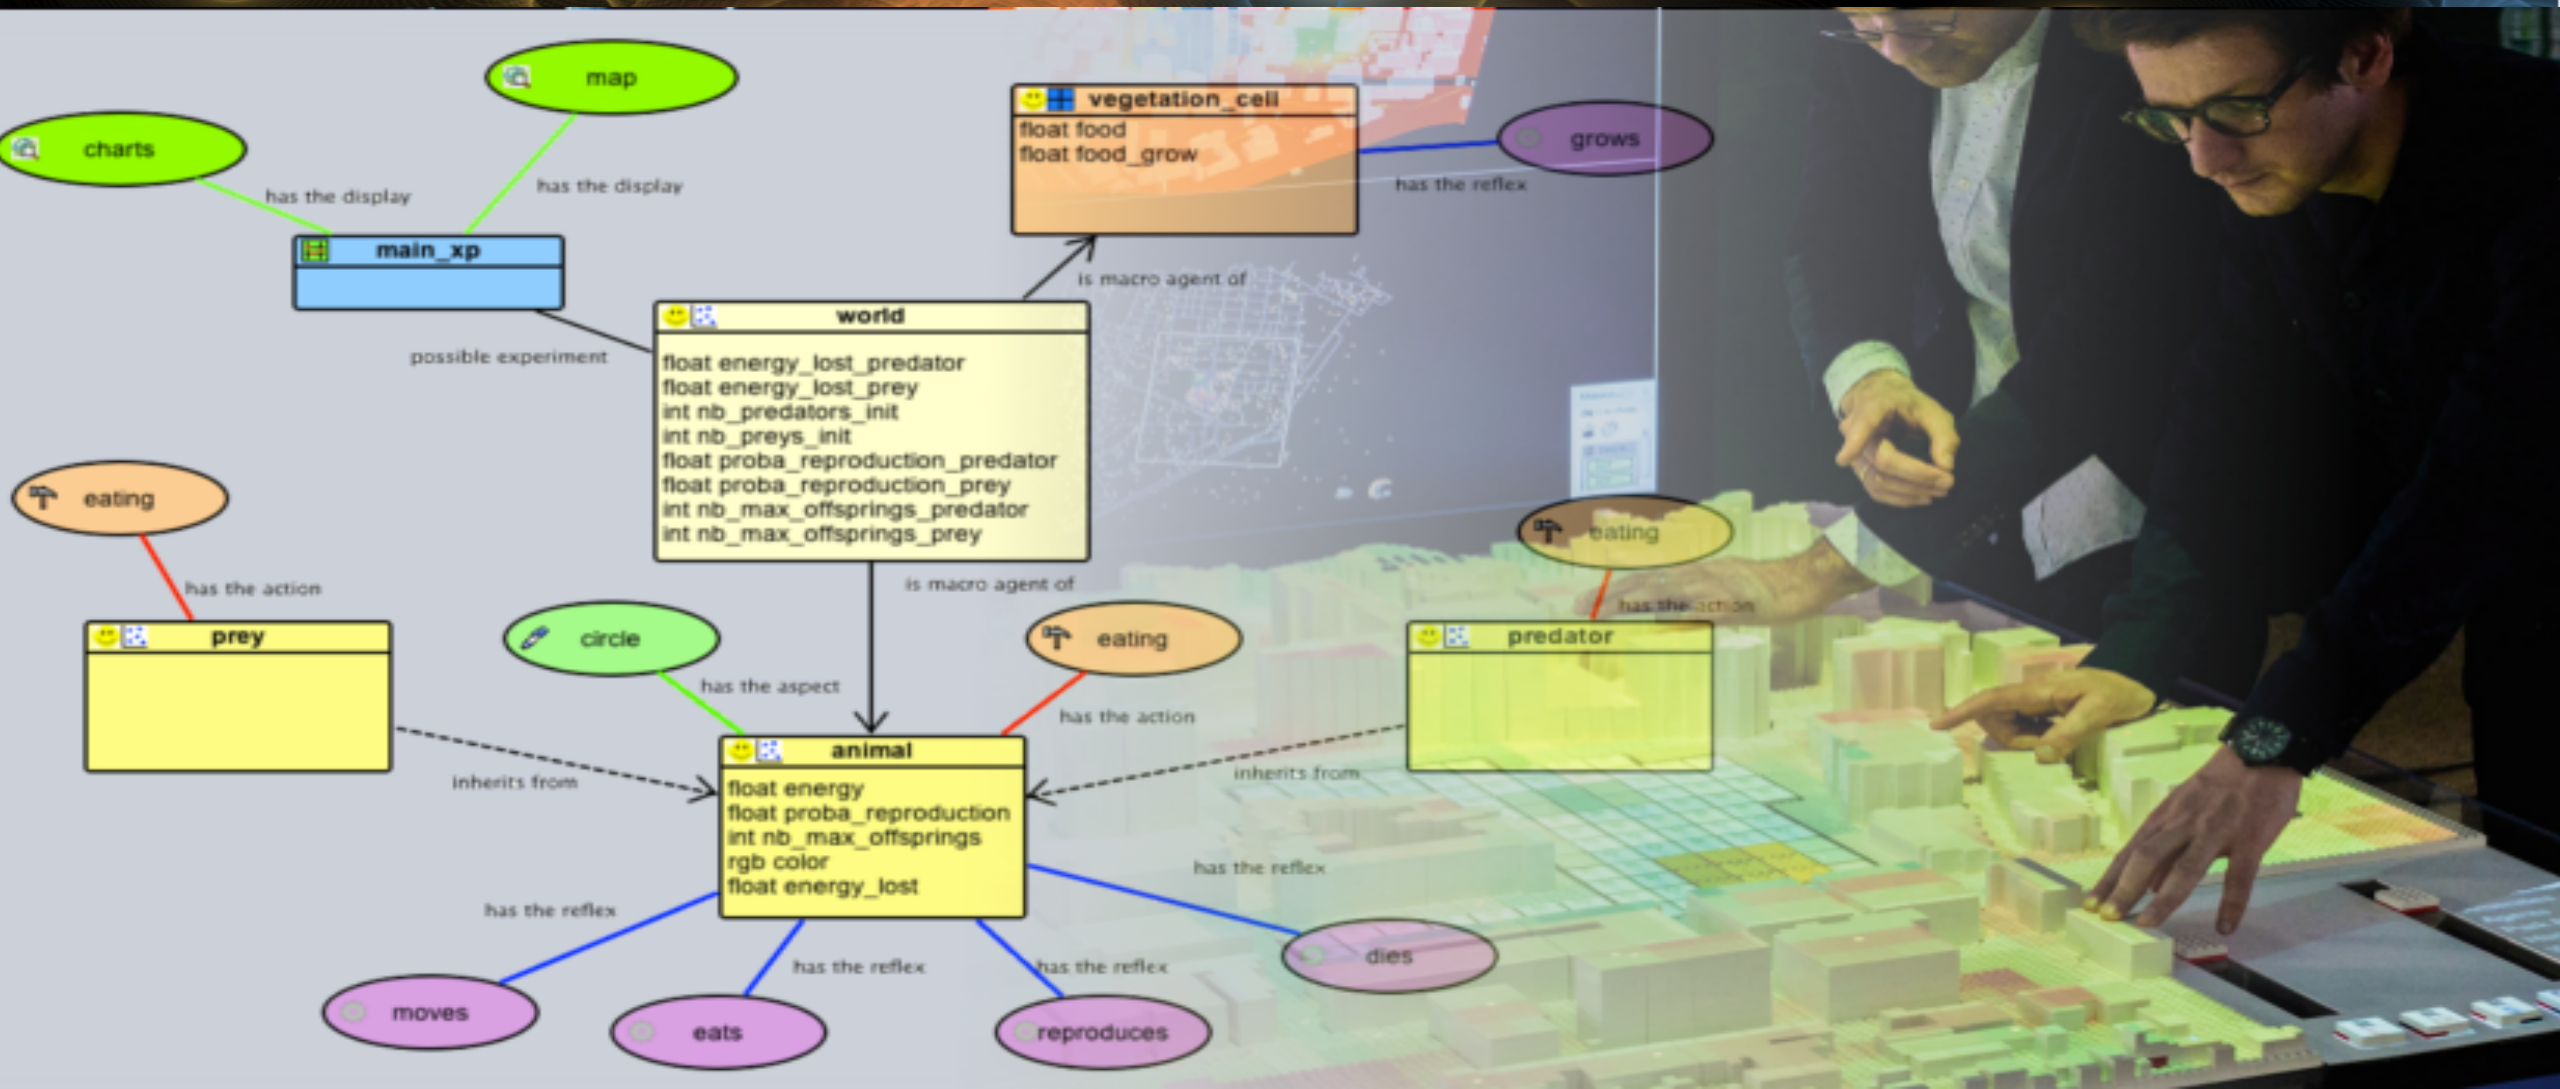 map
charts
has the display
has the display
main_xp
possible experiment
vegetation_cell
float food
float food_grow
grows
has the reflex
is macro agent of
world
float energy_lost_predator
float energy_lost_prey
int nb_predators_init
int nb_preys_init
float proba_reproduction_predator
float proba_reproduction_prey
int nb_max_offsprings_predator
int nb_max_offsprings_prey
is macro agent of
eating
has the action
prey
inherits from
circle
has the aspect
eating
has the action
eating
has the action
predator
inherits from
animal
float energy
float proba_reproduction
int nb_max_offsprings
rgb color
float energy_lost
has the reflex
moves
has the reflex
eats
has the reflex
reproduces
has the reflex
dies